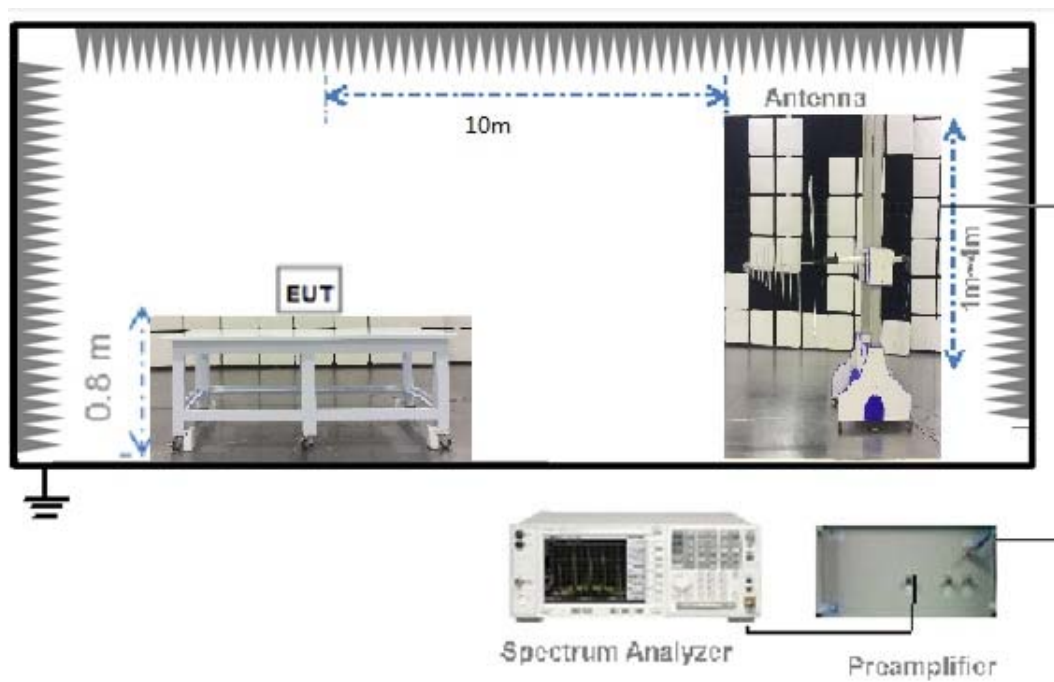 Antenna
10m
1m~4m
EUT
0.8 m
Spectrum Analyzer
Preamplifier